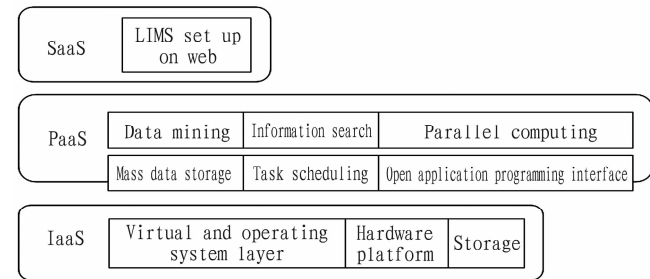 SaaS
LIMS set up
on web
PaaS
Data mining
Information search
Parallel computing
Mass data storage
Task scheduling
Open application programming interface
IaaS
Virtual and operating
system layer
Hardware
platform
Storage